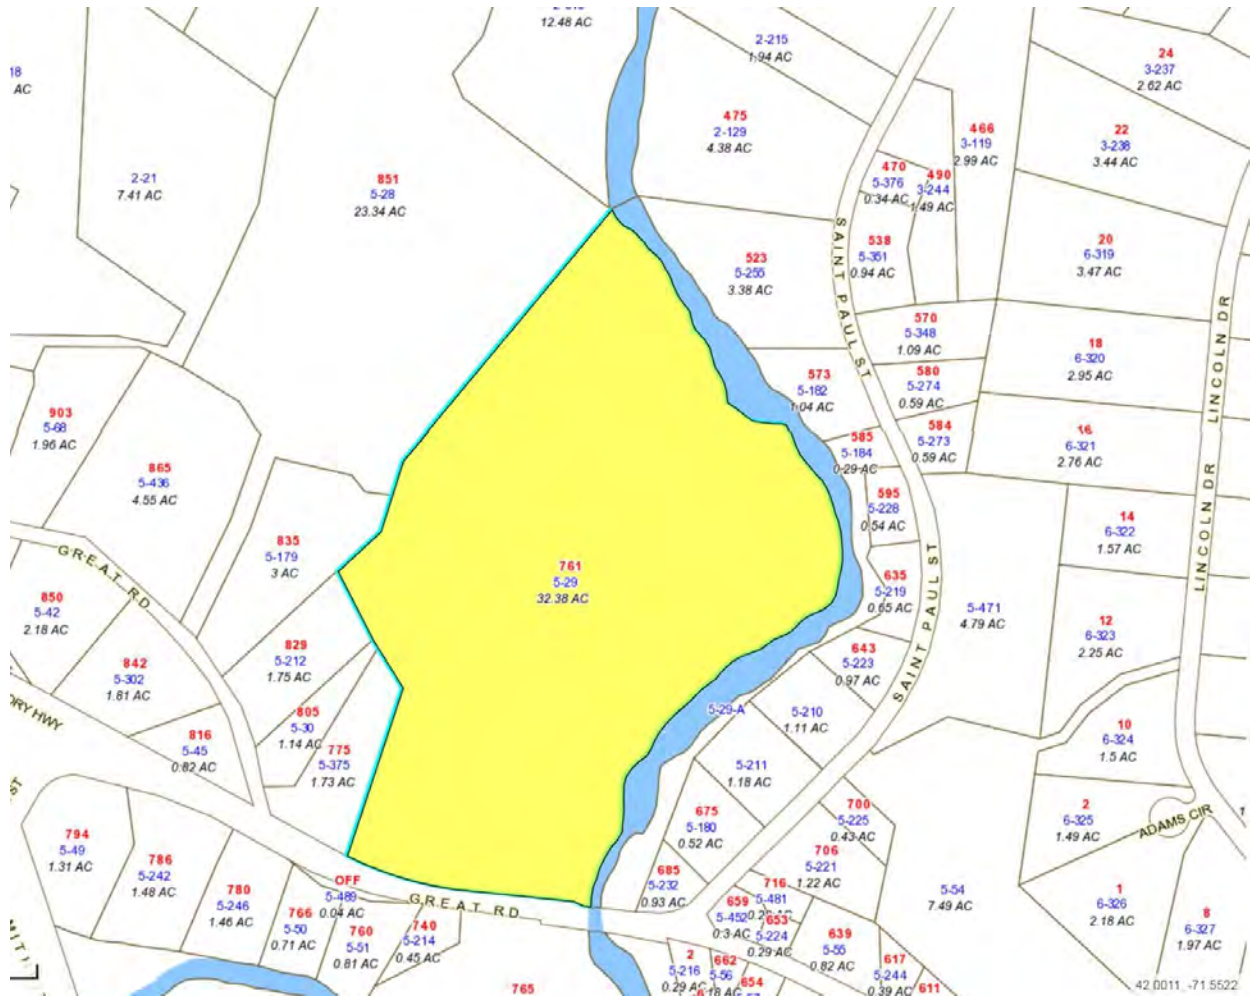 12.48 AC
2-215
1.94 AC
24
3-237
2.62 AC
18
AC
475
2-129
4.38 AC
466
3-119
2.99 AC
22
3-238
3.44 AC
2-21
7.41 AC
851
5-28
23.34 AC
470
5-376
0.34 AC
490
3-244
1.49 AC
SAINT PAUL ST
538
5-351
0.94 AC
20
6-319
3.47 AC
523
5-255
3.38 AC
570
5-348
1.09 AC
18
6-320
2.95 AC
LINCOLN DR
573
5-182
1.04 AC
580
5-274
0.59 AC
903
5-68
1.96 AC
585
5-184
0.29 AC
584
5-273
0.59 AC
16
6-321
2.76 AC
865
5-436
4.55 AC
LINCOLN DR
595
5-228
0.54 AC
14
6-322
1.57 AC
835
5-179
3 AC
GREAT RD
761
5-29
32.38 AC
635
5-219
0.65 AC
SAINT PAUL ST
5-471
4.79 AC
850
5-42
2.18 AC
12
6-323
2.25 AC
829
5-212
1.75 AC
842
5-302
1.81 AC
643
5-223
0.97 AC
ORY HWY
805
5-30
1.14 AC
5-29-A
5-210
1.11 AC
816
5-45
0.82 AC
775
5-375
1.73 AC
10
6-324
1.5 AC
5-211
1.18 AC
ST
675
5-180
0.52 AC
700
5-225
0.43 AC
2
6-325
1.49 AC
ADAMS CIR
794
5-49
1.31 AC
786
5-242
1.48 AC
706
5-221
1.22 AC
780
5-246
1.46 AC
OFF
5-489
0.04 AC
685
5-232
0.93 AC
716
5-481
5-54
7.49 AC
1
6-326
2.18 AC
GREAT RD
659
5-452
0.3 AC
653
5-224
0.29 AC
766
5-50
0.71 AC
760
5-51
0.81 AC
740
5-214
0.45 AC
639
5-55
0.82 AC
8
6-327
1.97 AC
2
5-216
0.29 AC
662
5-56
617
5-244
0.39 AC
654
611
765
42.0011, -71.5522